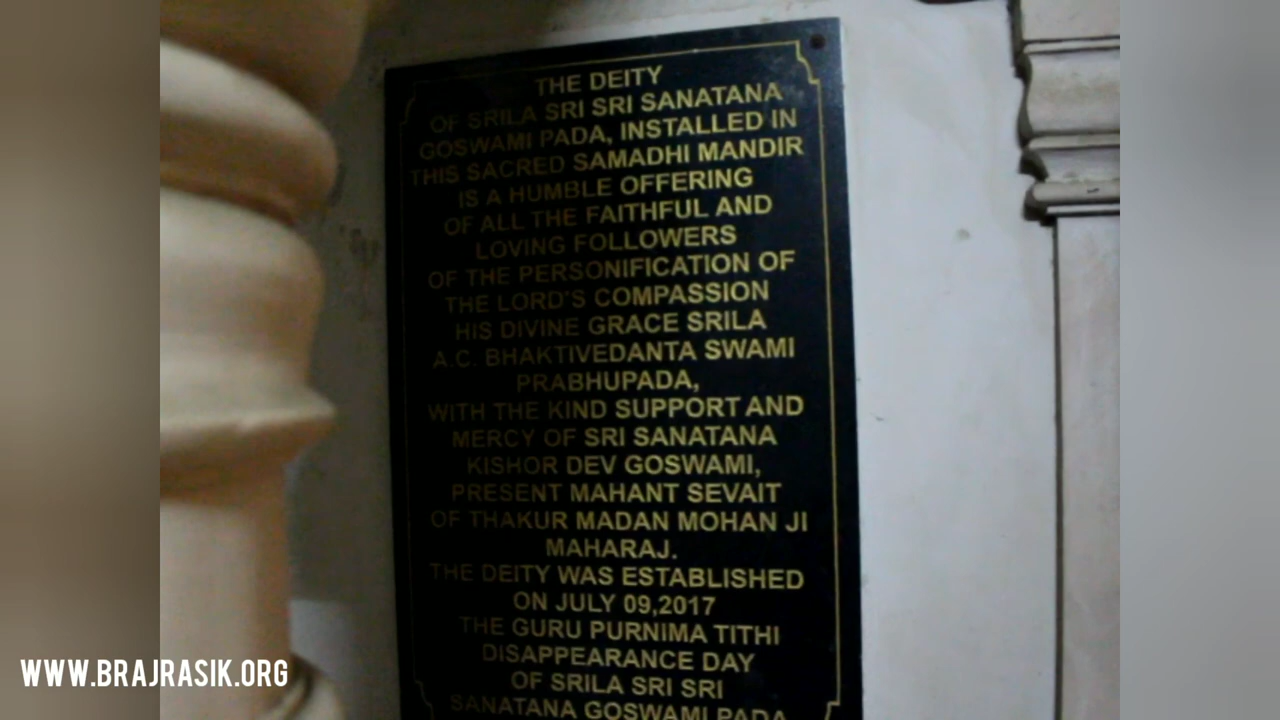 THE DEITY
OF SRILA SRI SRI SANATANA
GOSWAMI PADA, INSTALLED IN
THIS SACRED SAMADHI MANDIR
IS A HUMBLE OFFERING
OF ALL THE FAITHFUL AND
LOVING FOLLOWERS
OF THE PERSONIFICATION OF
THE LORD'S COMPASSION
HIS DIVINE GRACE SRILA
A.C. BHAKTIVEDANTA SWAMI
PRABHUPADA,
WITH THE KIND SUPPORT AND
MERCY OF SRI SANATANA
KISHOR DEV GOSWAMI,
PRESENT MAHANT SEVAIT
OF THAKUR MADAN MOHAN JI
MAHARAJ.
THE DEITY WAS ESTABLISHED
ON JULY 09,2017
THE GURU PURNIMA TITHI
DISAPPEARANCE DAY
OF SRILA SRI SRI
SANATANA GOSWAMI PADA
WWW.BRAJRASIK.ORG